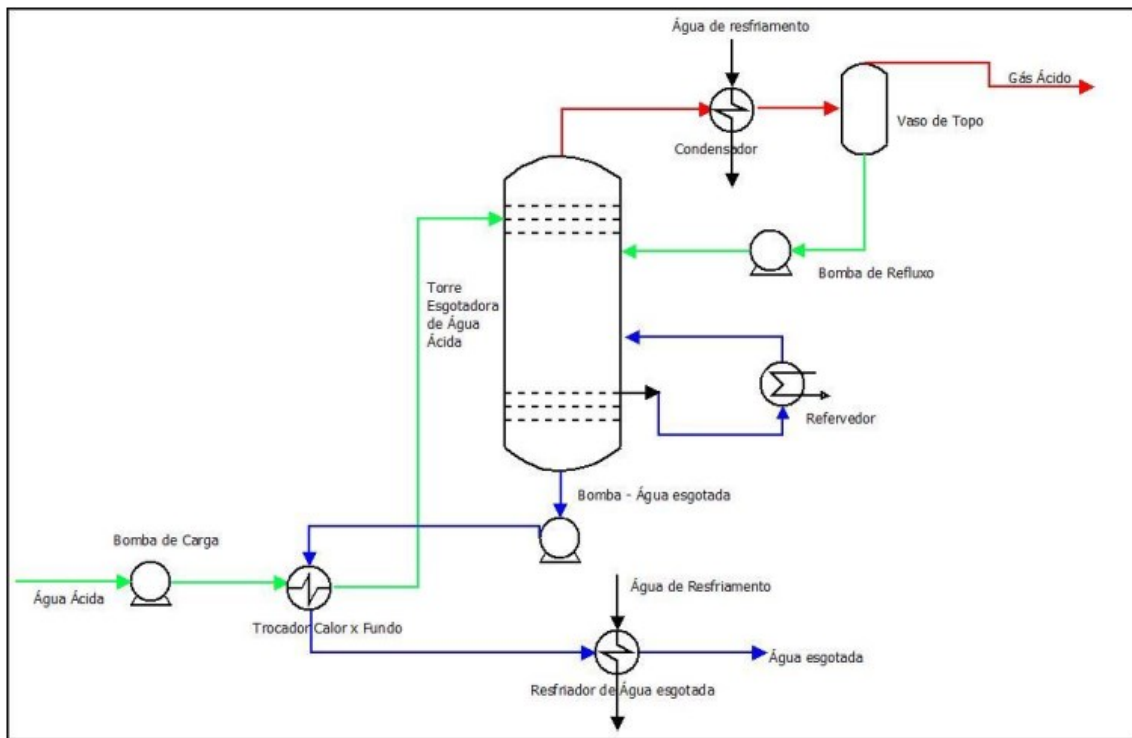 Água de resfriamento
Gás Ácido
Vaso de Topo
Condensador
Bomba de Refluxo
Torre
Esgotadora
de Água
Ácida
Refervedor
Bomba - Água esgotada
Bomba de Carga
Água Ácida
Água de Resfriamento
Trocador Calor x Fundo
Água esgotada
Resfriador de Água esgotada